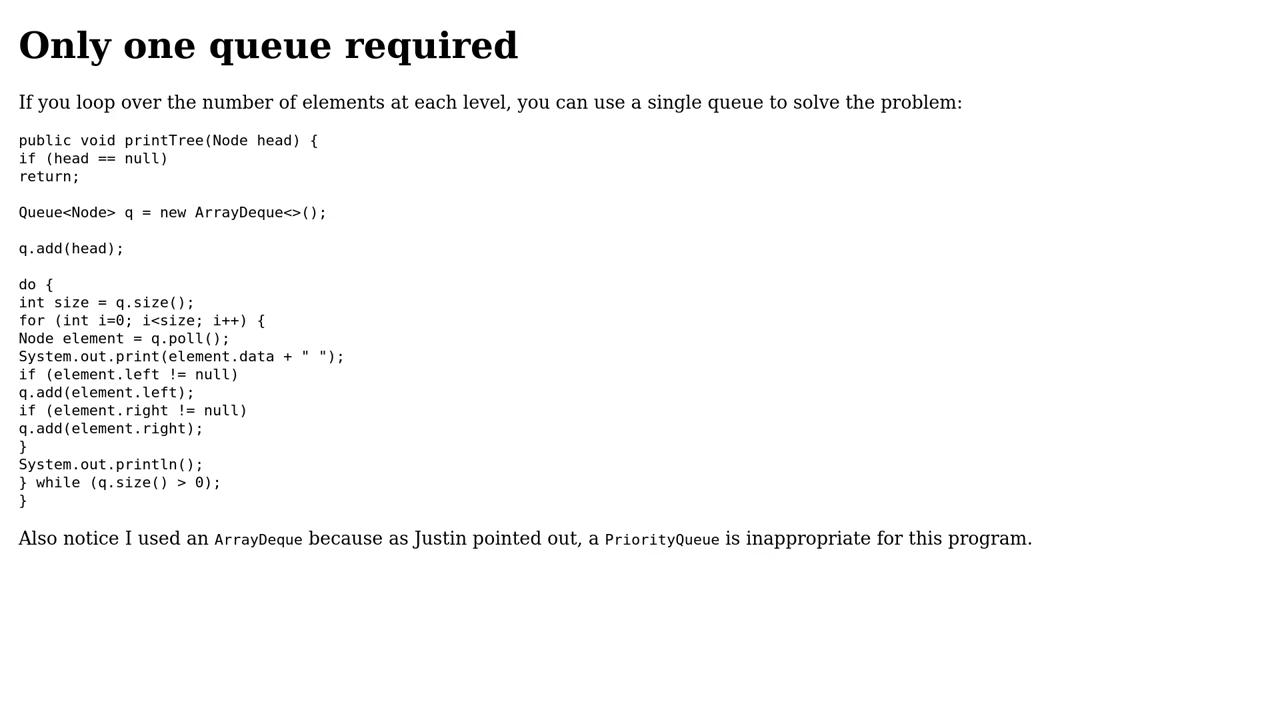 Only one queue required
If you loop over the number of elements at each level, you can use a single queue to solve the problem:
public void printTree(Node head) {
if (head == null)
return;
Queue<Node> q = new ArrayDeque<>();
q.add(head);
do {
int size = q.size();
for (int i=0; i<size; i++) {
Node element = q.poll();
System.out.print(element.data + " ");
if (element.left != null)
q.add(element.left);
if (element.right != null)
q.add(element.right);
}
System.out.println();
} while (q.size() > 0);
}
Also notice I used an ArrayDeque because as Justin pointed out, a PriorityQueue is inappropriate for this program.